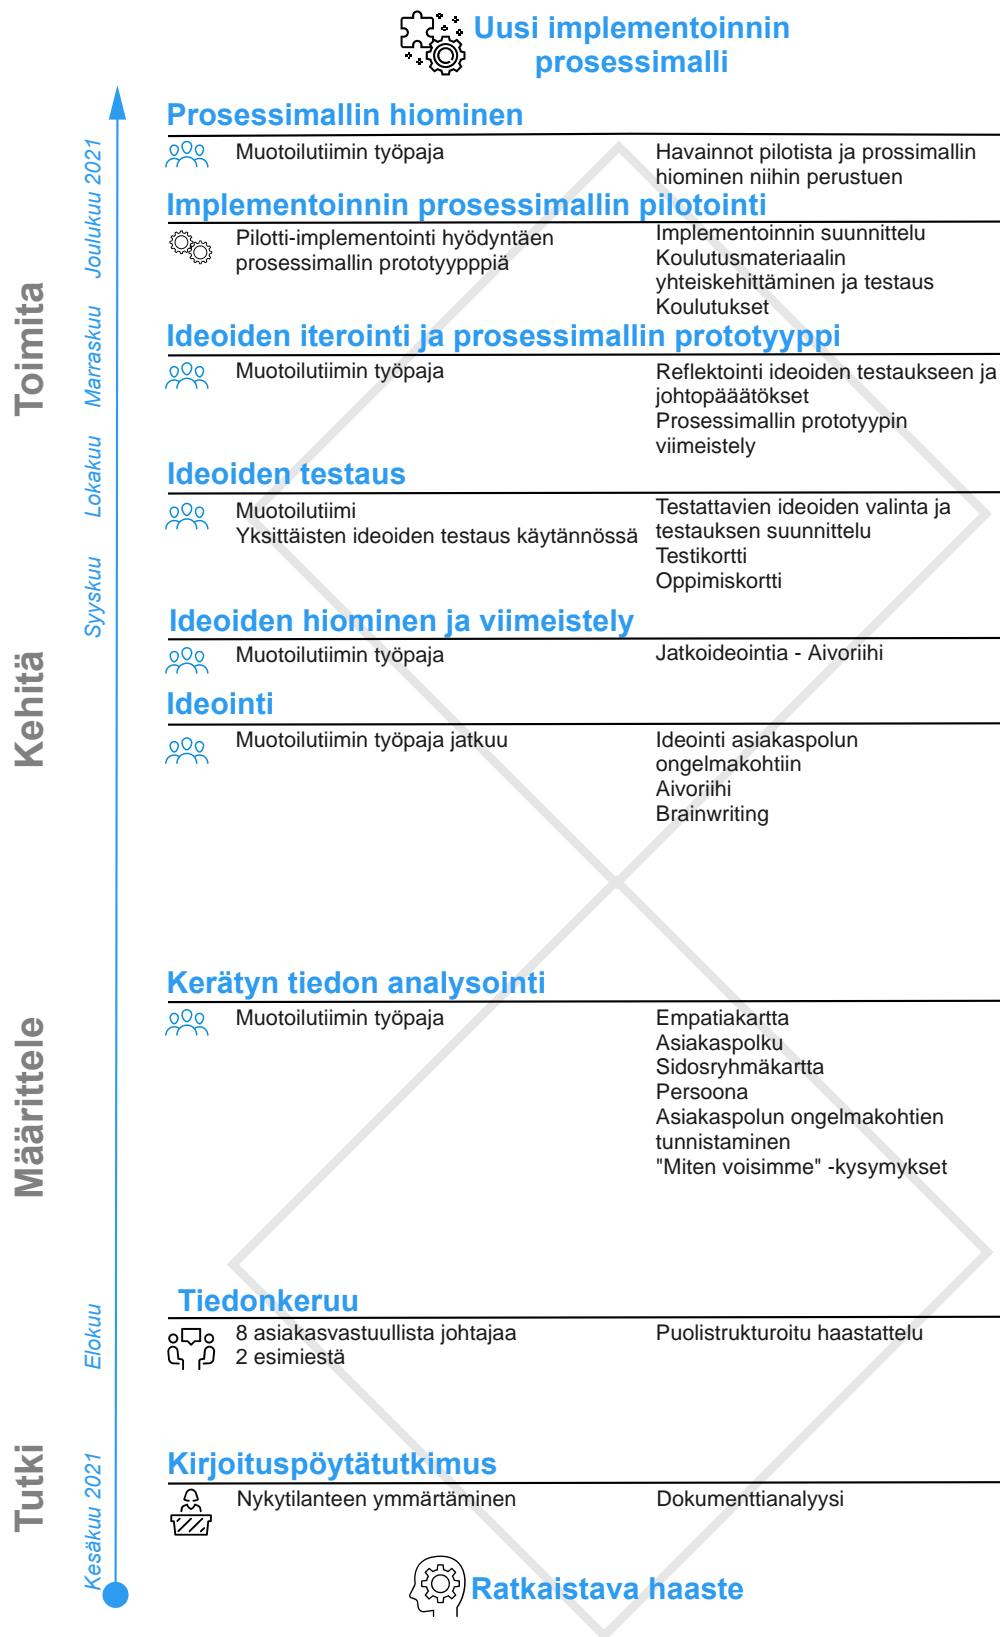 Uusi implementoinnin
prosessimalli
Prosessimallin hiominen
Muotoilutiimin työpaja
Havainnot pilotista ja prossimallin
hiominen niihin perustuen
Implementoinnin prosessimallin pilotointi
Pilotti-implementointi hyödyntäen
prosessimallin prototyypppiä
Implementoinnin suunnittelu
Koulutusmateriaalin
yhteiskehittäminen ja testaus
Koulutukset
Ideoiden iterointi ja prosessimallin prototyyppi
Muotoilutiimin työpaja
Reflektointi ideoiden testaukseen ja
johtopääätökset
Prosessimallin prototyypin
viimeistely
Ideoiden testaus
Muotoilutiimi
Yksittäisten ideoiden testaus käytännössä
Testattavien ideoiden valinta ja
testauksen suunnittelu
Testikortti
Oppimiskortti
Ideoiden hiominen ja viimeistely
Muotoilutiimin työpaja
Jatkoideointia - Aivoriihi
Ideointi
Muotoilutiimin työpaja jatkuu
Ideointi asiakaspolun
ongelmakohtiin
Aivoriihi
Brainwriting
Kerätyn tiedon analysointi
Muotoilutiimin työpaja
Empatiakartta
Asiakaspolku
Sidosryhmäkartta
Persoona
Asiakaspolun ongelmakohtien
tunnistaminen
"Miten voisimme" -kysymykset
Tiedonkeruu
8 asiakasvastuullista johtajaa
2 esimiestä
Puolistrukturoitu haastattelu
Kirjoituspöytätutkimus
Nykytilanteen ymmärtäminen
Dokumenttianalyysi
Ratkaistava haaste
Toimita
Kehitä
Määrittele
Tutki
Joulukuu 2021
Marraskuu
Lokakuu
Syyskuu
Elokuu
Kesäkuu 2021